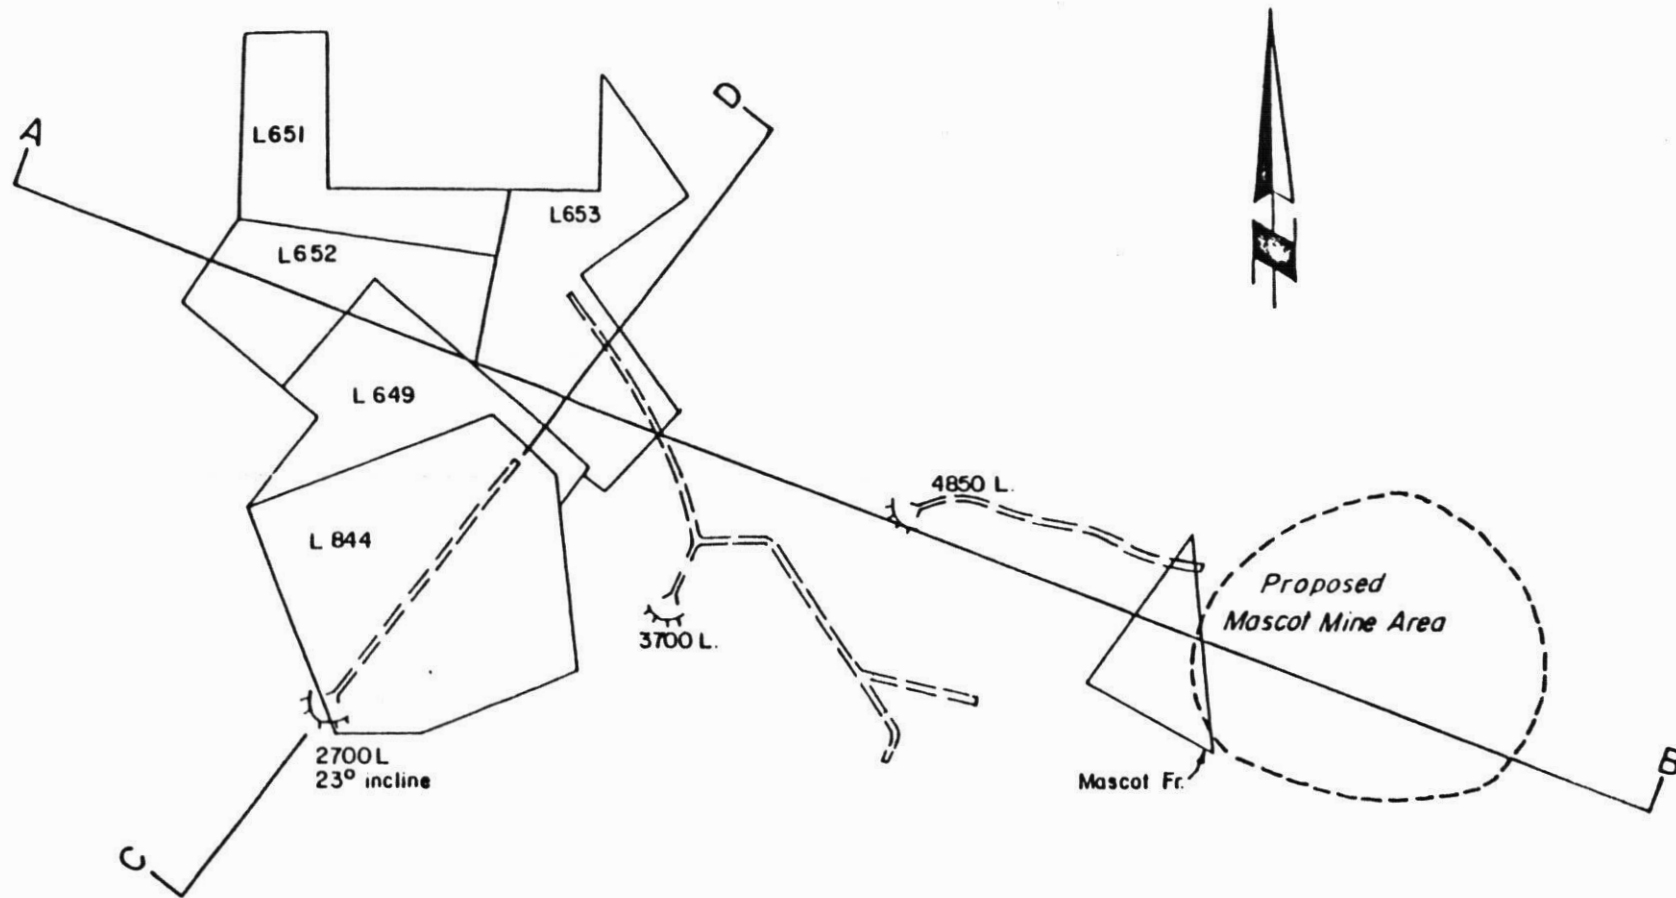 A
D
L651
L653
L652
L 649
4850 L.
L 844
Proposed
Mascot Mine Area
3700 L.
2700 L
23° incline
Mascot Fr.
B
C